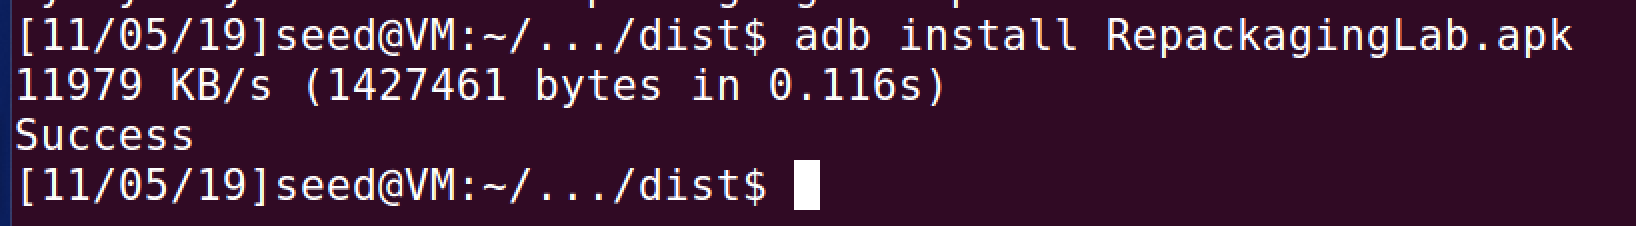 [11/05/19]seed@VM:~/.../dist$ adb install RepackagingLab.apk
11979 KB/s (1427461 bytes in 0.116s)
Success
[11/05/19]seed@VM:~/.../dist$